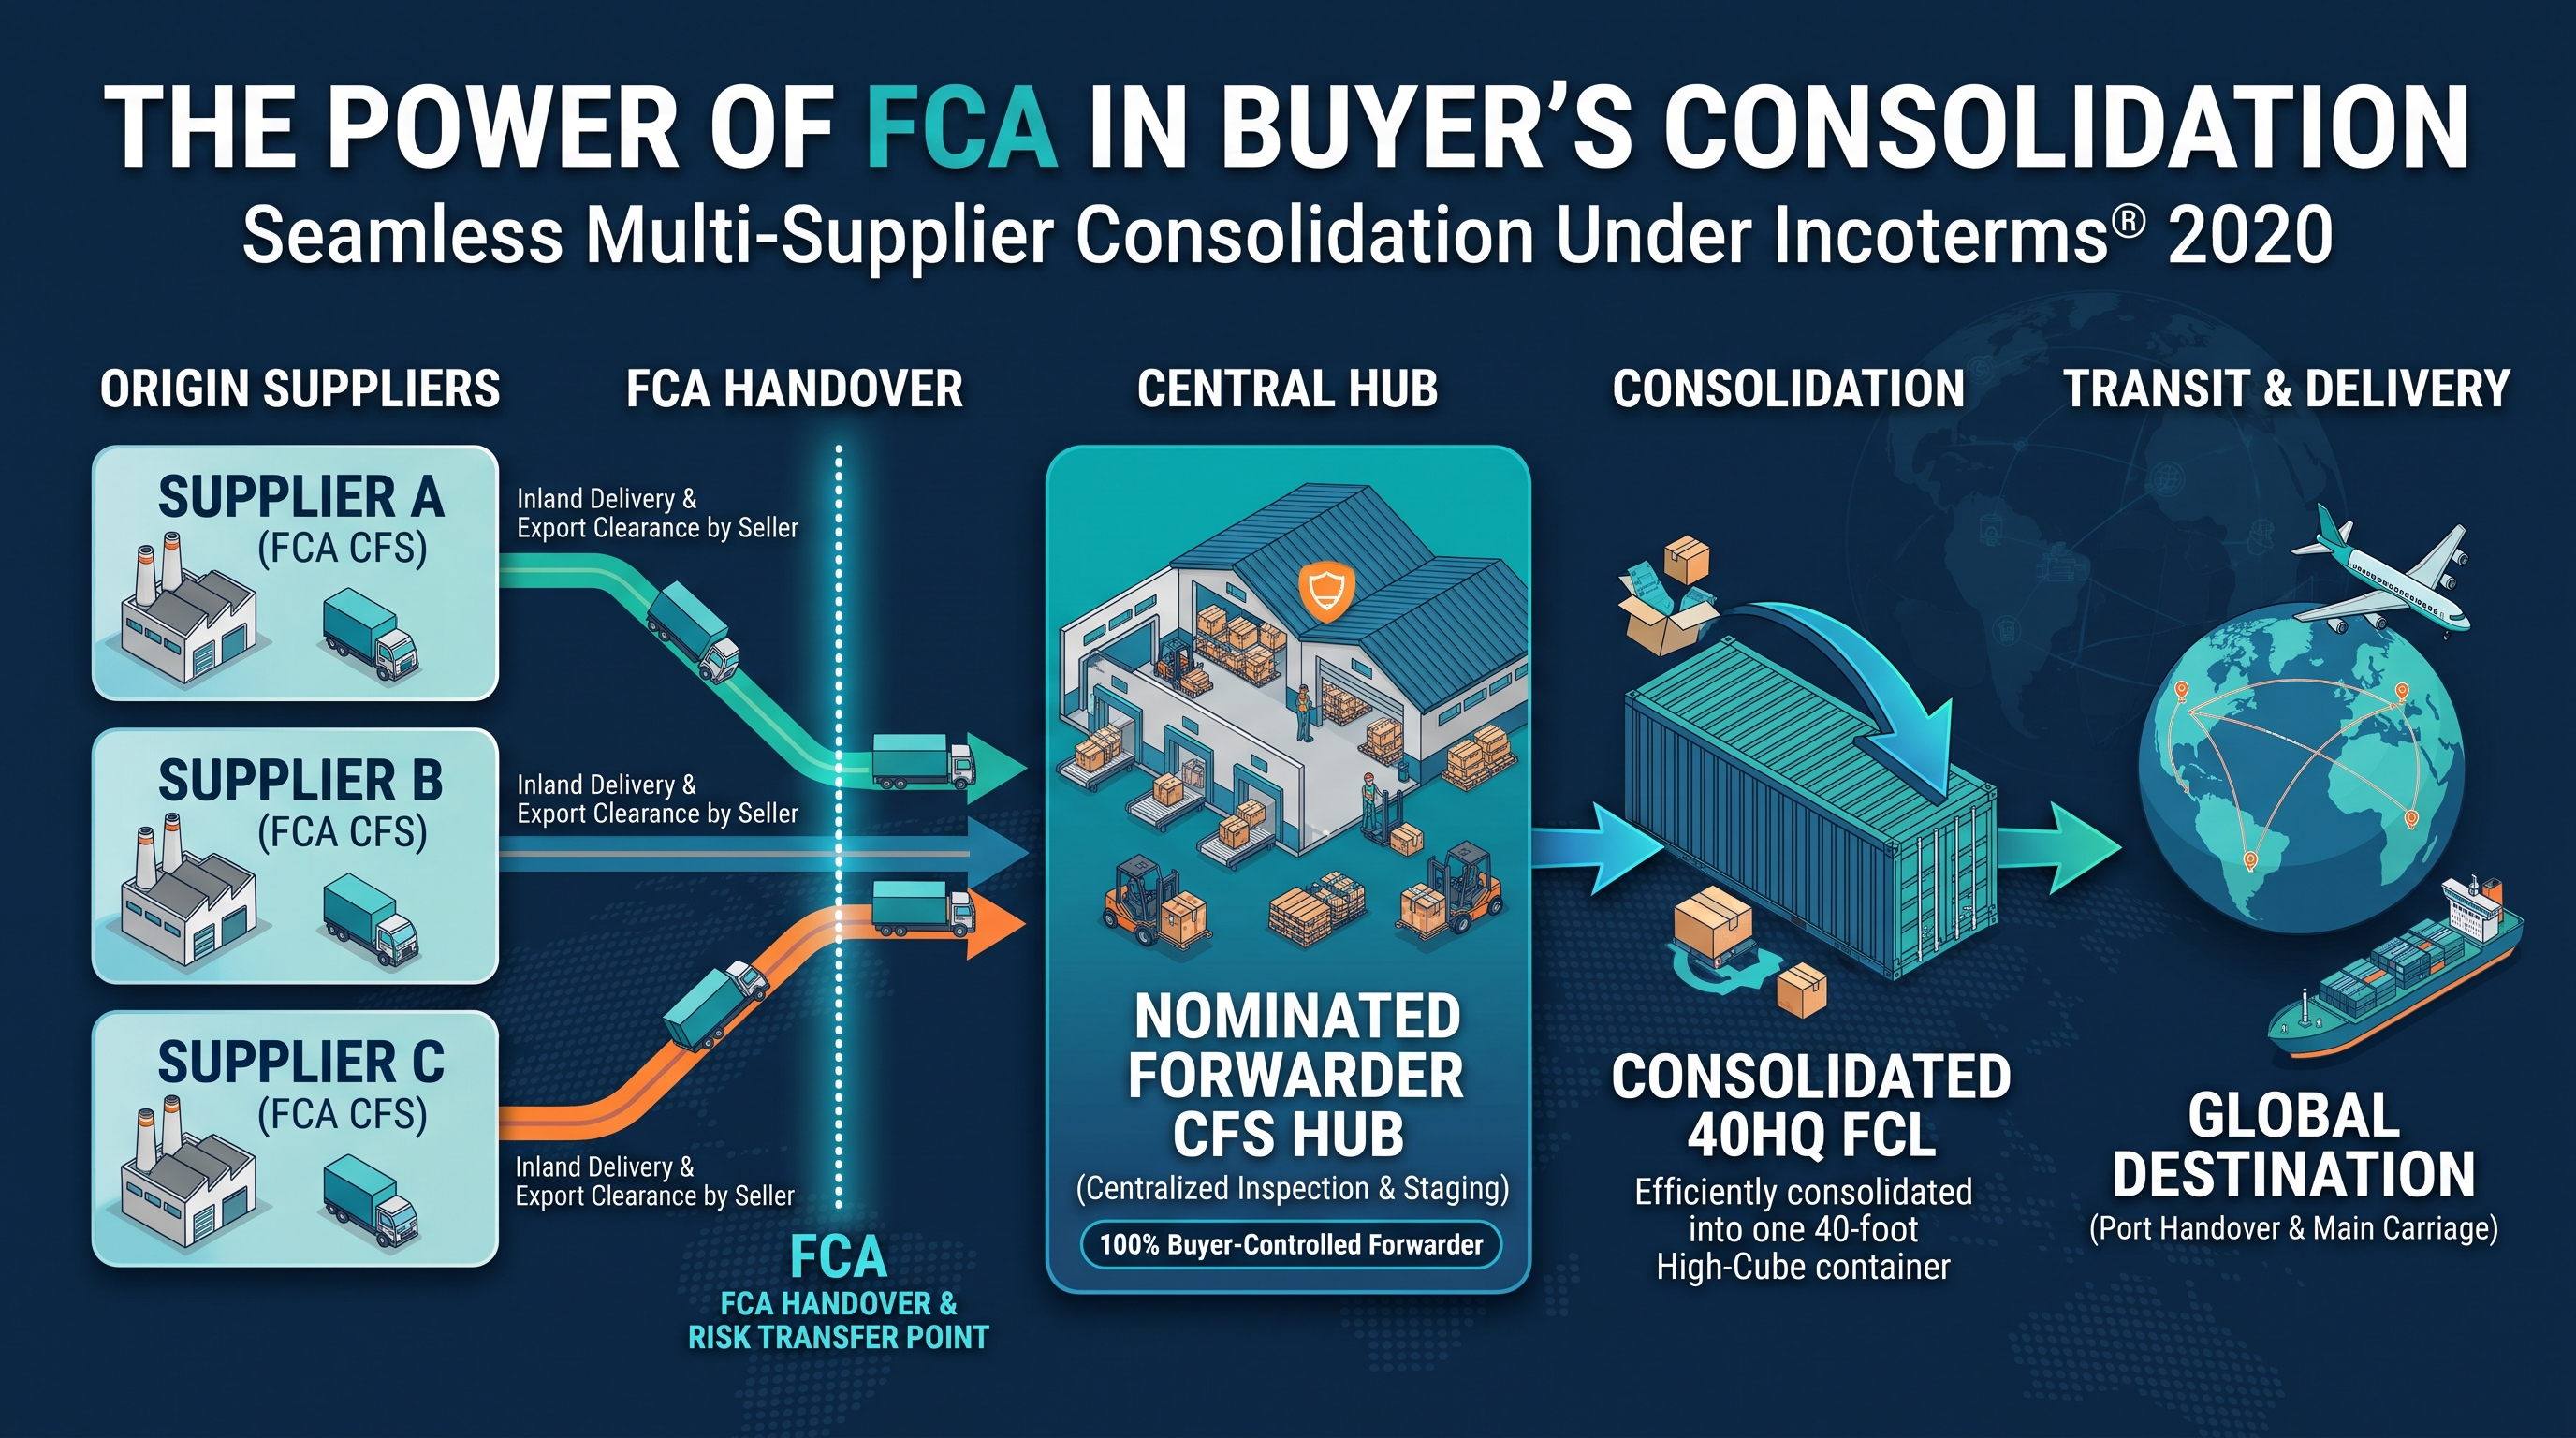 THE POWER OF FCA IN BUYER’S CONSOLIDATION
Seamless Multi-Supplier Consolidation Under Incoterms® 2020
ORIGIN SUPPLIERS
FCA HANDOVER
CENTRAL HUB
CONSOLIDATION
TRANSIT & DELIVERY
SUPPLIER A
(FCA CFS)
Inland Delivery &
Export Clearance by Seller
SUPPLIER B
(FCA CFS)
Inland Delivery &
Export Clearance by Seller
SUPPLIER C
(FCA CFS)
Inland Delivery &
Export Clearance by Seller
FCA
FCA HANDOVER &
RISK TRANSFER POINT
NOMINATED
FORWARDER
CFS HUB
(Centralized Inspection & Staging)
100% Buyer-Controlled Forwarder
CONSOLIDATED
40HQ FCL
Efficiently consolidated
into one 40-foot
High-Cube container
GLOBAL
DESTINATION
(Port Handover & Main Carriage)